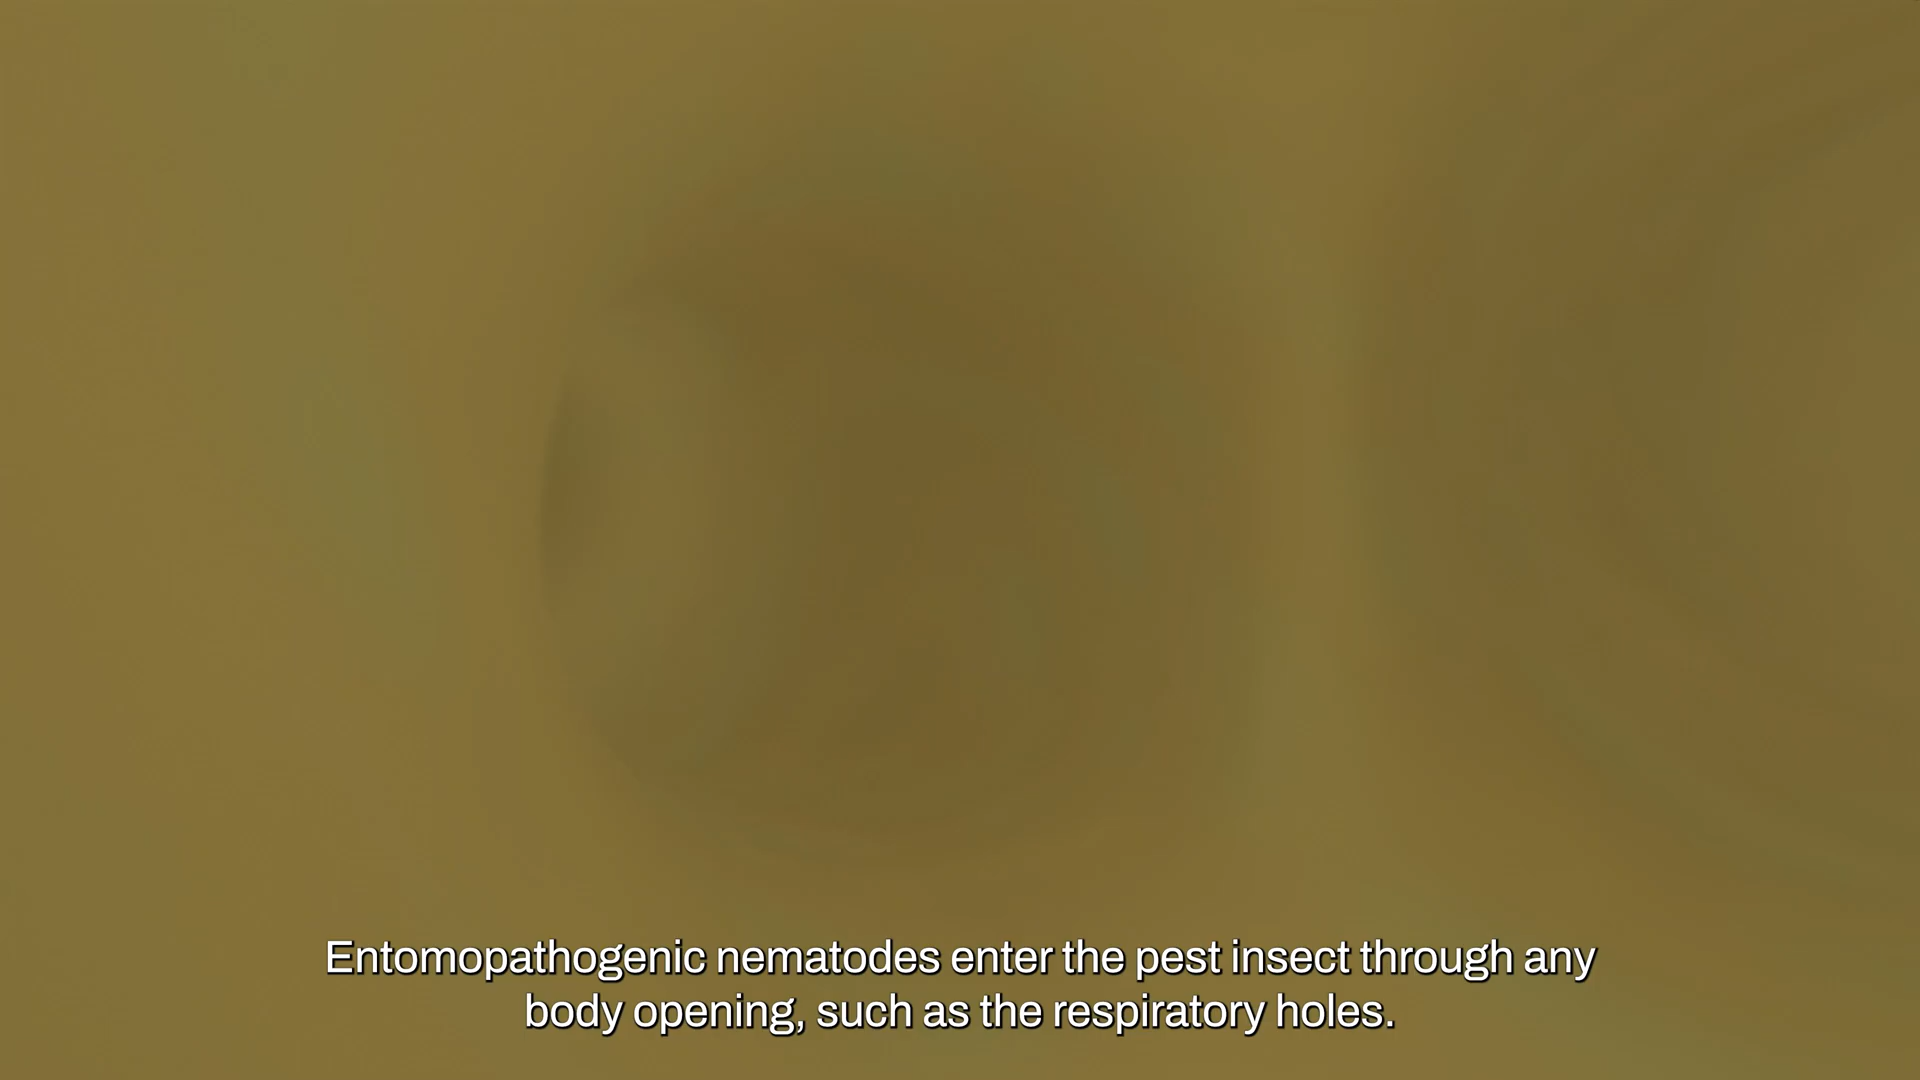 Entomopathogenic nematodes enter the pest insect through any
body opening, such as the respiratory holes.